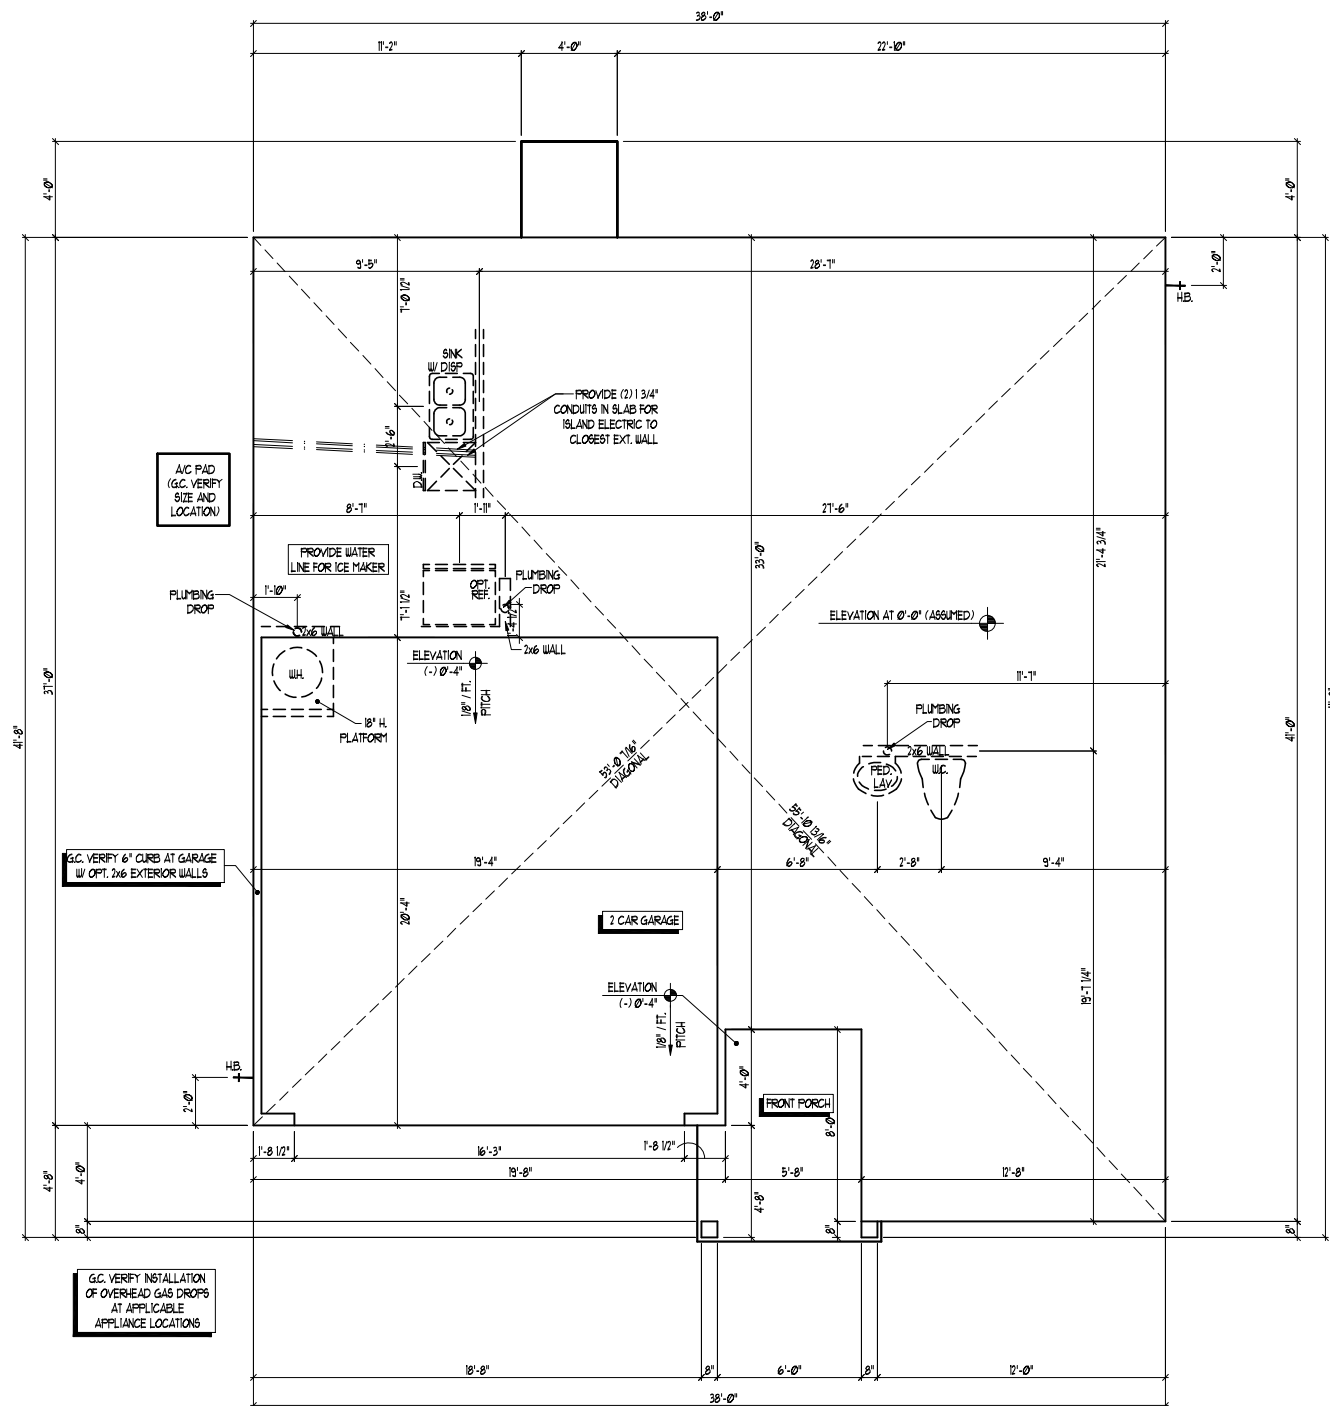 38'-0"
11'-2"
4'-0"
22'-10"
4'-0"
4'-0"
9'-5"
28'-7"
2'-0"
H.B.
7'-0 1/2"
SINK
W/ DISP
PROVIDE (2) 1 3/4"
CONDUITS IN SLAB FOR
ISLAND ELECTRIC TO
CLOSEST EXT. WALL
2'-6"
D.W.
A/C PAD
(G.C. VERIFY
SIZE AND
LOCATION)
8'-7"
1'-11"
27'-6"
33'-0"
21'-4 3/4"
PROVIDE WATER
LINE FOR ICE MAKER
OPT.
REF.
PLUMBING
DROP
1'-10"
PLUMBING
DROP
7'-1 1/2"
1'-4 1/2"
2x6 WALL
2x6 WALL
ELEVATION AT 0'-0" (ASSUMED)
ELEVATION
(-) 0'-4"
1/8" / FT.
PITCH
W.H.
18" H.
PLATFORM
37'-0"
41'-8"
41'-0"
11'-7"
PLUMBING
DROP
2x6 WALL
PED.
LAV.
W.C.
53'-0 7/16"
DIAGONAL
55'-10 13/16"
DIAGONAL
G.C. VERIFY 6" CURB AT GARAGE
W/ OPT. 2x6 EXTERIOR WALLS
19'-4"
6'-8"
2'-8"
9'-4"
20'-4"
2 CAR GARAGE
ELEVATION
(-) 0'-4"
1/8" / FT.
PITCH
19'-7 1/4"
H.B.
2'-0"
4'-0"
FRONT PORCH
8'-0"
1'-8 1/2"
16'-3"
1'-8 1/2"
4'-8"
4'-0"
19'-8"
5'-8"
12'-8"
4'-8"
8"
8"
8"
G.C. VERIFY INSTALLATION
OF OVERHEAD GAS DROPS
AT APPLICABLE
APPLIANCE LOCATIONS
18'-8"
8"
6'-0"
8"
12'-0"
38'-0"